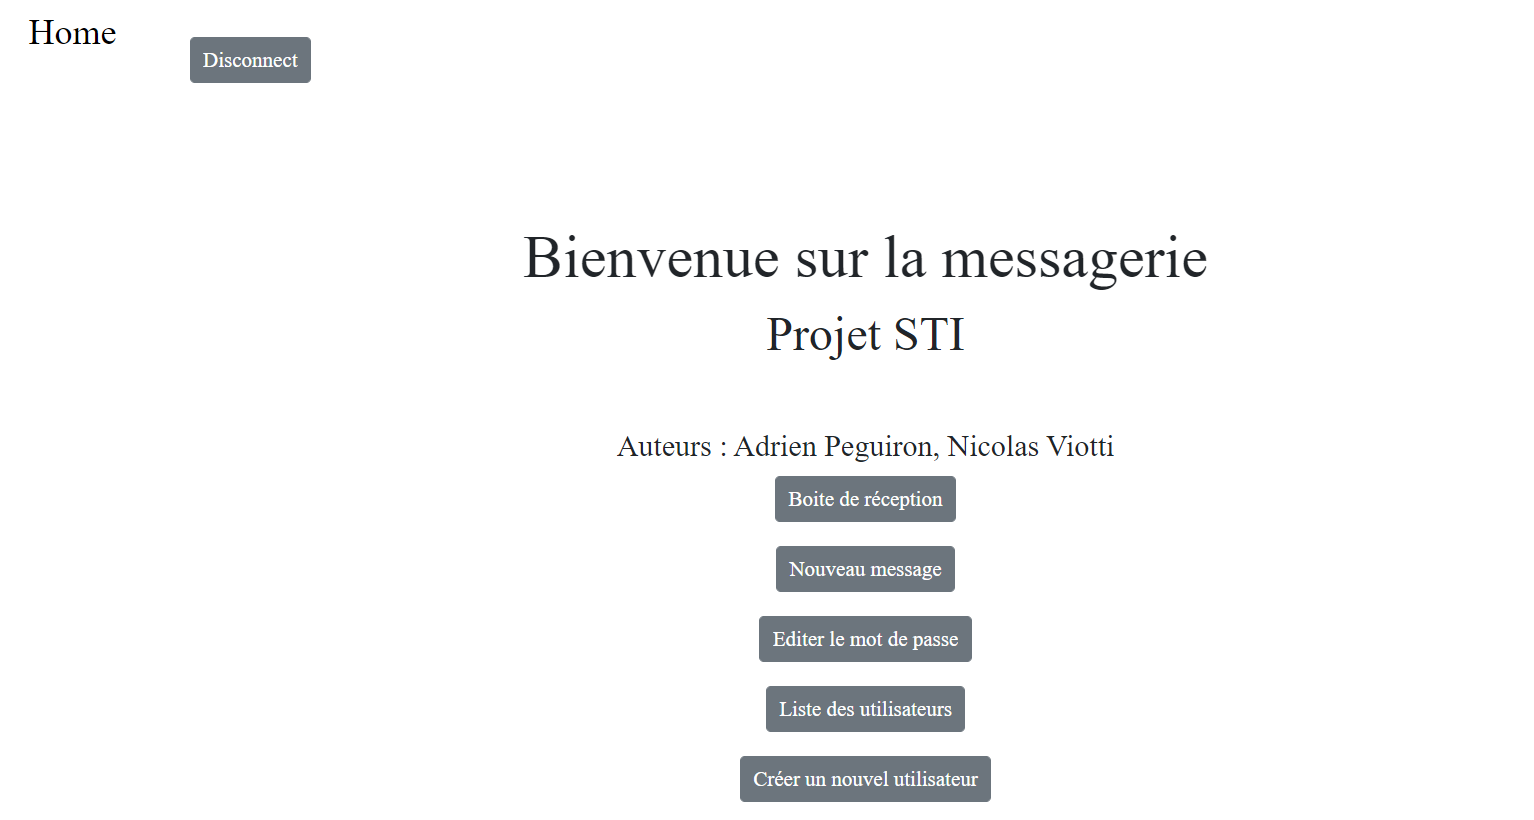 Home
Disconnect
Bienvenue sur la messagerie
Projet STI
Auteurs : Adrien Peguiron, Nicolas Viotti
Boite de réception
Nouveau message
Editer le mot de passe
Liste des utilisateurs
Créer un nouvel utilisateur